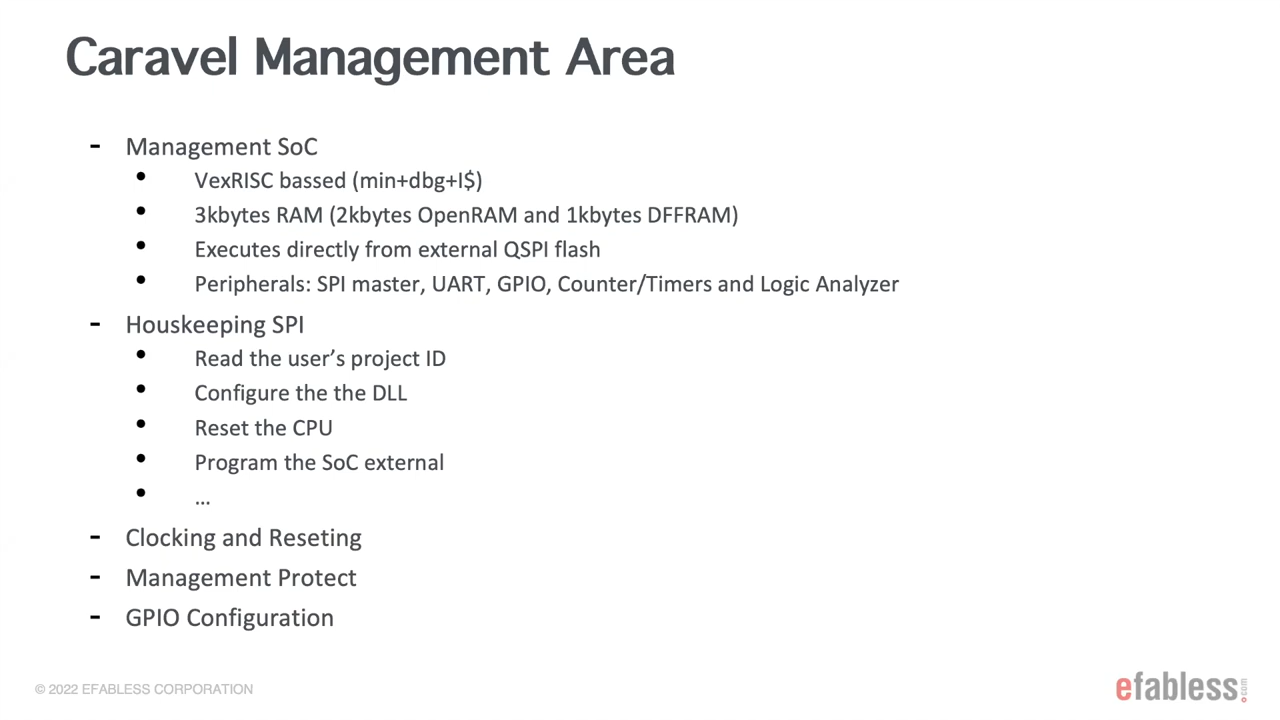 Caravel Management Area
- Management SoC
• VexRISC bassed (min+dbg+I$)
• 3kbytes RAM (2kbytes OpenRAM and 1kbytes DFFRAM)
• Executes directly from external QSPI flash
• Peripherals: SPI master, UART, GPIO, Counter/Timers and Logic Analyzer
- Houskeeping SPI
• Read the user’s project ID
• Configure the the DLL
• Reset the CPU
• Program the SoC external
• …
- Clocking and Reseting
- Management Protect
- GPIO Configuration
© 2022 EFABLESS CORPORATION
efabless.com